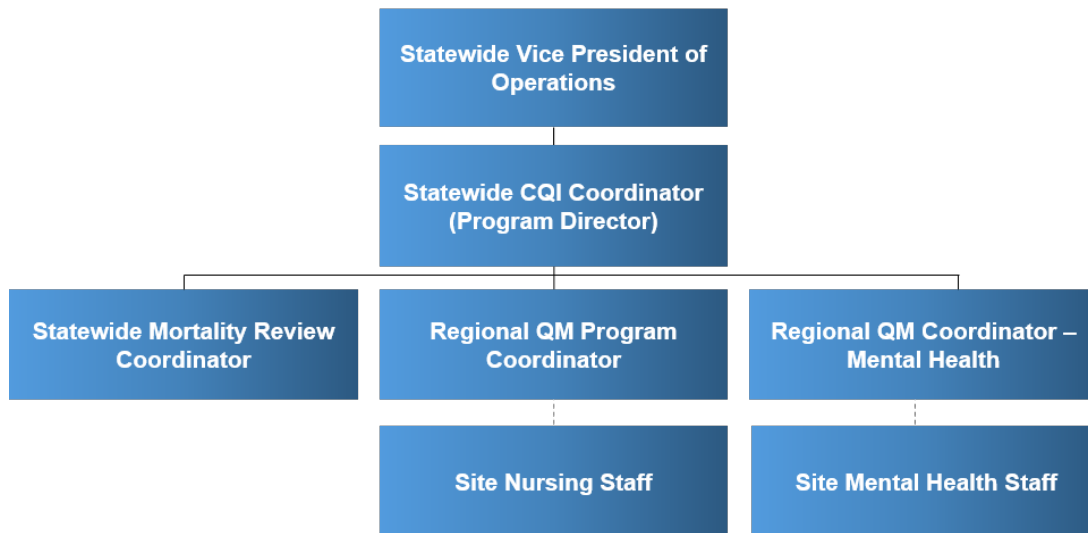 Statewide Vice President of
Operations
Statewide CQI Coordinator
(Program Director)
Statewide Mortality Review
Coordinator
Regional QM Program
Coordinator
Regional QM Coordinator –
Mental Health
Site Nursing Staff
Site Mental Health Staff